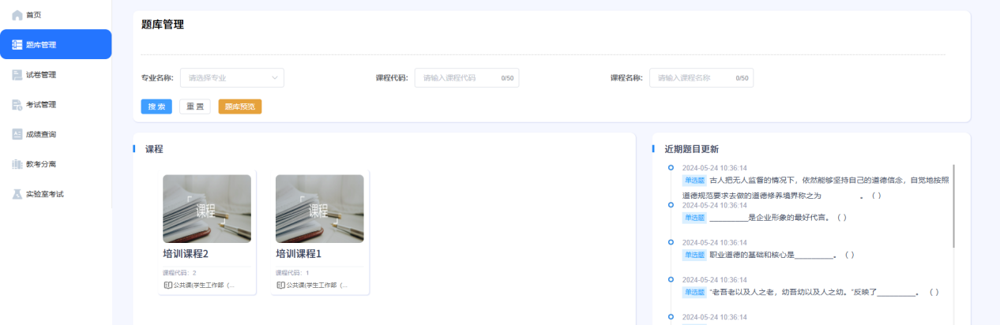 首页
题库管理
试卷管理
考试管理
成绩查询
教考分离
实验室考试
题库管理
专业名称: 请选择专业 课程代码: 请输入课程代码 0/50 课程名称: 请输入课程名称 0/50
搜索 重置 题库预览
课程
课程
培训课程2
课程代码: 2
公共课(学生工作部（...
课程
培训课程1
课程代码: 1
公共课(学生工作部（...
近期题目更新
2024-05-24 10:36:14
单选题 古人把无人监督的情况下，依然能够坚持自己的道德信念，自觉地按照
道德规范要求去做的道德修养境界称之为 。（ ）
2024-05-24 10:36:14
单选题 __________是企业形象的最好代言。（ ）
2024-05-24 10:36:14
单选题 职业道德的基础和核心是__________。（ ）
2024-05-24 10:36:14
单选题 “老吾老以及人之老，幼吾幼以及人之幼。”反映了__________。 （ ）
2024-05-24 10:36:14